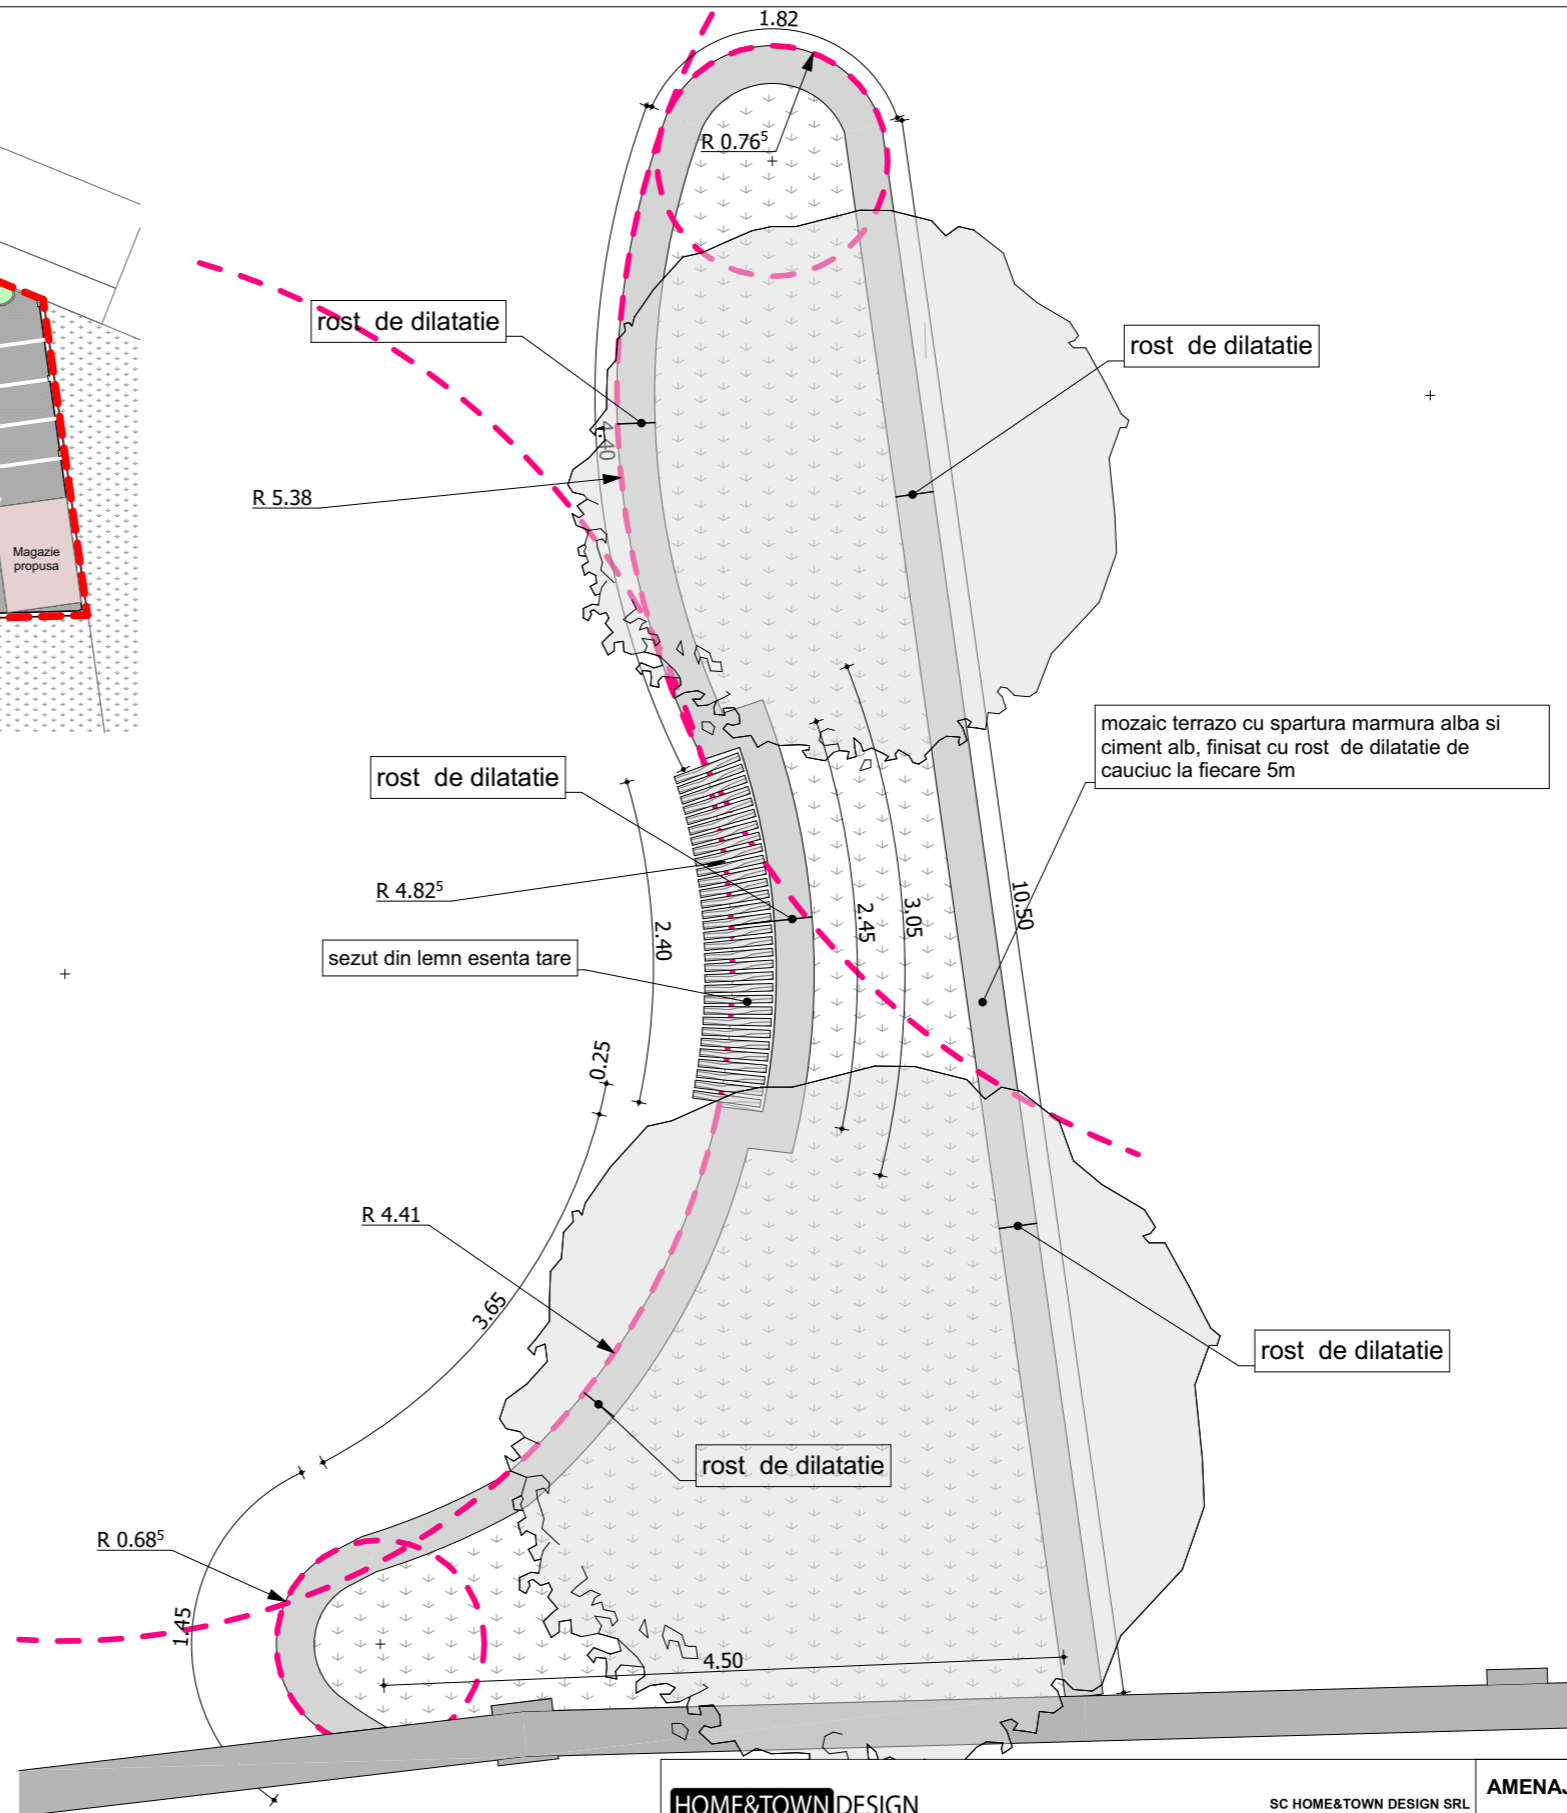 1.82
R 0.76⁵
rost de dilatatie
rost de dilatatie
4.40
R 5.38
Magazie
propusa
mozaic terrazo cu spartura marmura alba si
ciment alb, finisat cu rost de dilatatie de
cauciuc la fiecare 5m
rost de dilatatie
R 4.82⁵
10.50
2.45
3.05
2.40
sezut din lemn esenta tare
0.25
R 4.41
3.65
rost de dilatatie
rost de dilatatie
R 0.68⁵
1.45
4.50
HOME&TOWN DESIGN
SC HOME&TOWN DESIGN SRL